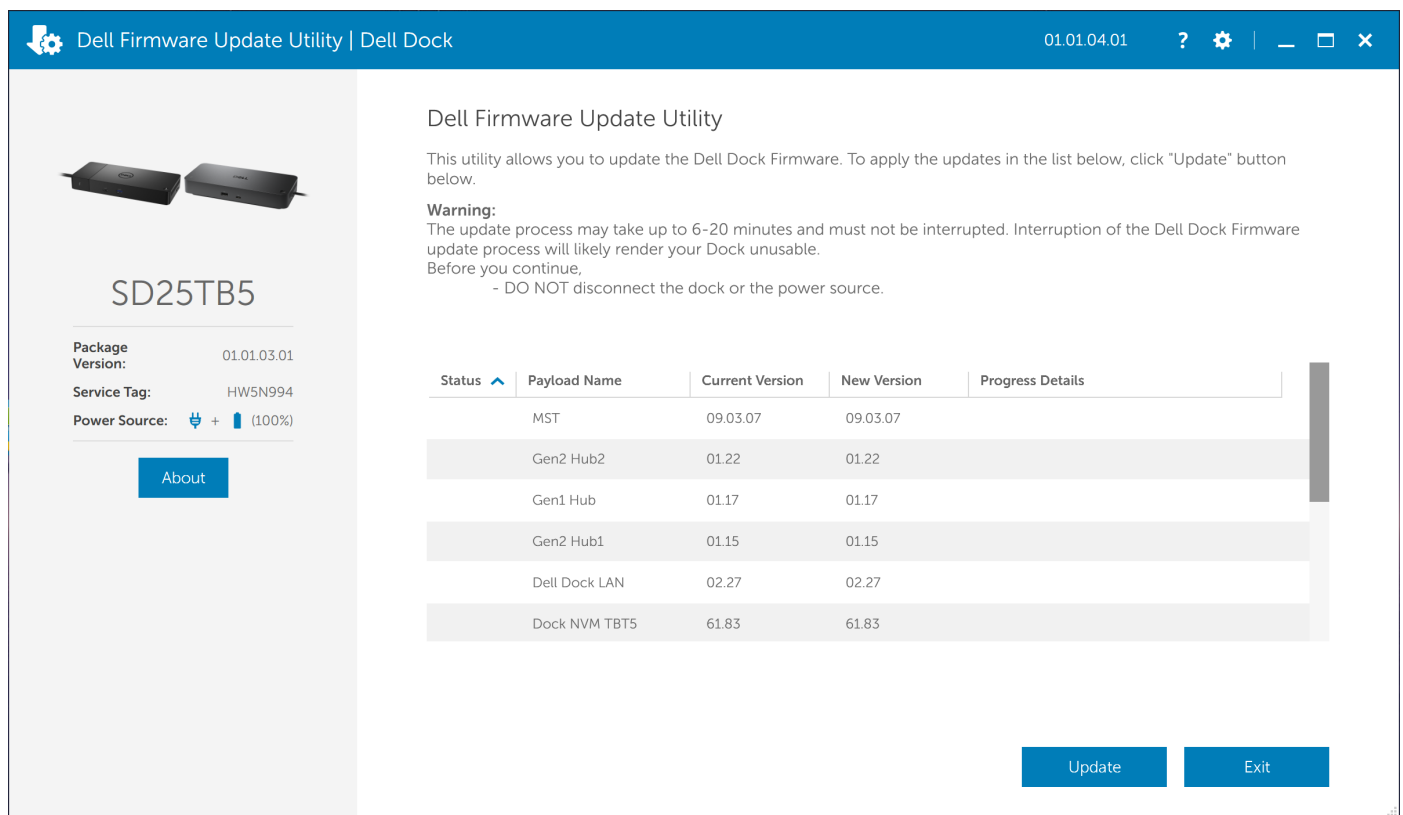 Dell Firmware Update Utility | Dell Dock
01.01.04.01
?
SD25TB5
Package Version:
01.01.03.01
Service Tag:
HW5N994
Power Source:
+
(100%)
About
Dell Firmware Update Utility
This utility allows you to update the Dell Dock Firmware. To apply the updates in the list below, click "Update" button
below.
Warning:
The update process may take up to 6-20 minutes and must not be interrupted. Interruption of the Dell Dock Firmware
update process will likely render your Dock unusable.
Before you continue,
- DO NOT disconnect the dock or the power source.
Status Payload Name Current Version New Version Progress Details
MST 09.03.07 09.03.07
Gen2 Hub2 01.22 01.22
Gen1 Hub 01.17 01.17
Gen2 Hub1 01.15 01.15
Dell Dock LAN 02.27 02.27
Dock NVM TBT5 61.83 61.83
Update
Exit